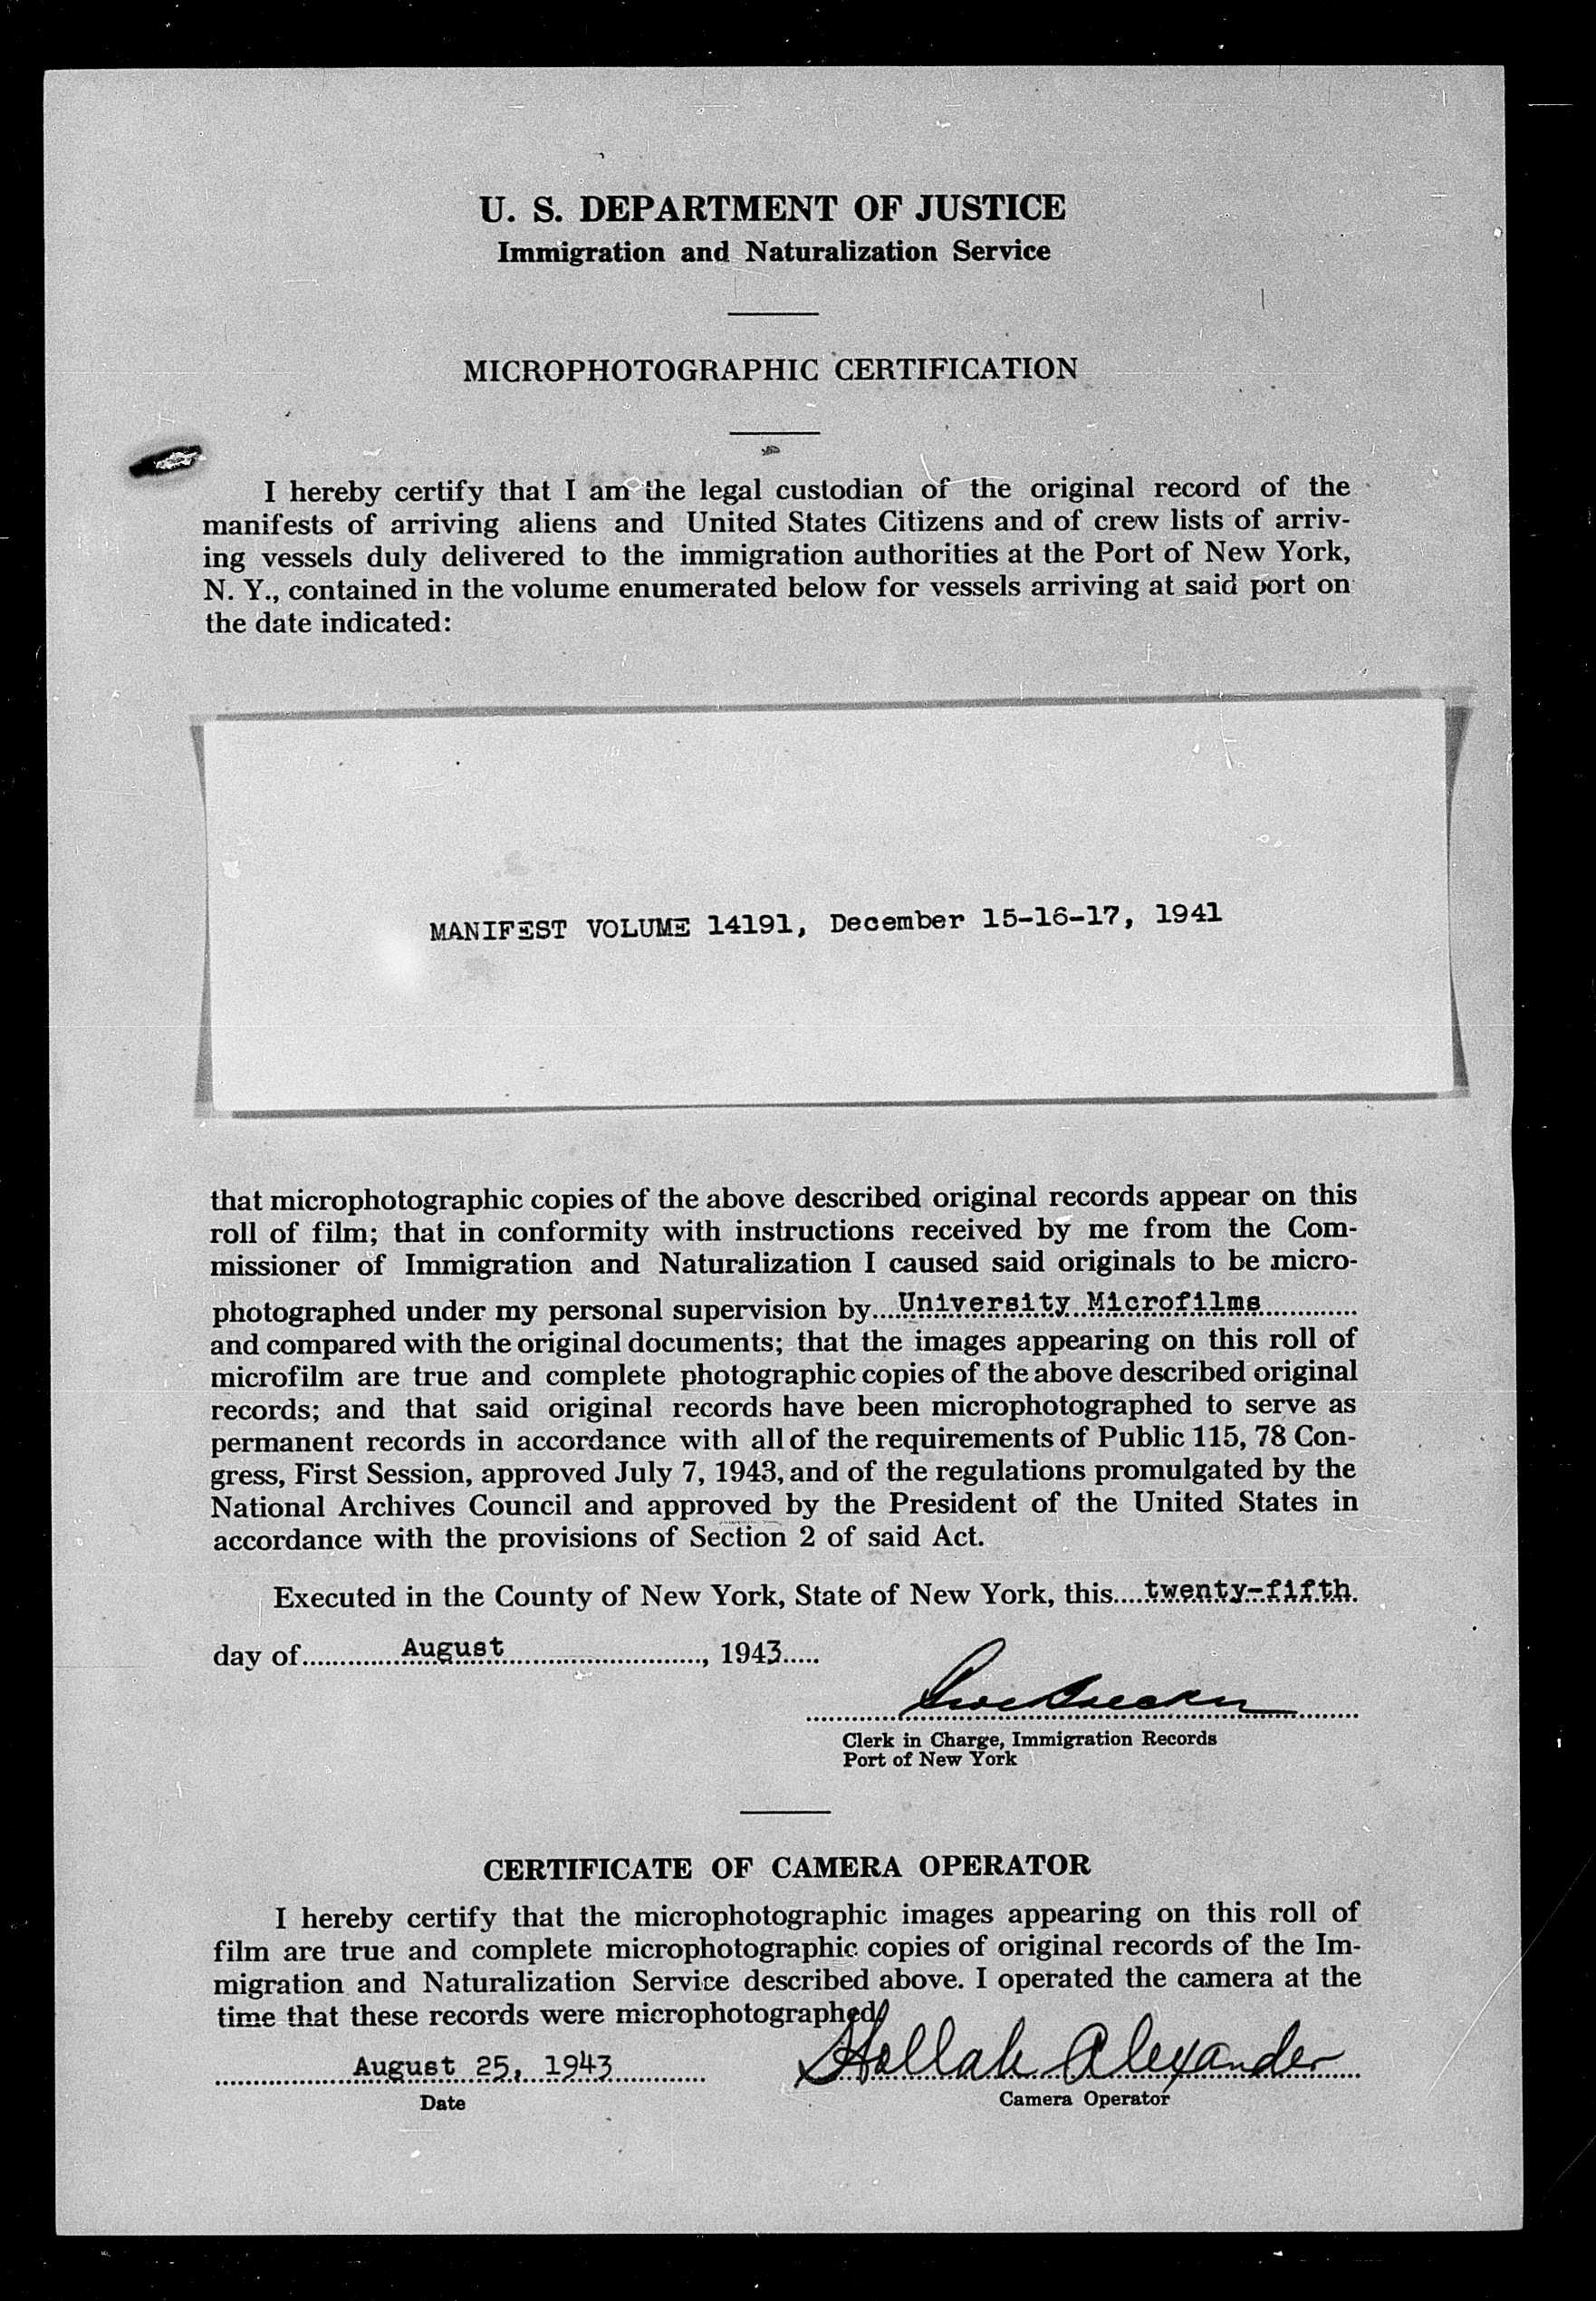 U. S. DEPARTMENT OF JUSTICE
Immigration and Naturalization Service
MICROPHOTOGRAPHIC CERTIFICATION
I hereby certify that I am the legal custodian of the original record of the
manifests of arriving aliens and United States Citizens and of crew lists of arriv-
ing vessels duly delivered to the immigration authorities at the Port of New York,
N. Y., contained in the volume enumerated below for vessels arriving at said port on
the date indicated:
MANIFEST VOLUME 14191, December 15-16-17, 1941
that microphotographic copies of the above described original records appear on this
roll of film; that in conformity with instructions received by me from the Com-
missioner of Immigration and Naturalization I caused said originals to be micro-
photographed under my personal supervision by....University Microfilms............
and compared with the original documents; that the images appearing on this roll of
microfilm are true and complete photographic copies of the above described original
records; and that said original records have been microphotographed to serve as
permanent records in accordance with all of the requirements of Public 115, 78 Con-
gress, First Session, approved July 7, 1943, and of the regulations promulgated by the
National Archives Council and approved by the President of the United States in
accordance with the provisions of Section 2 of said Act.
Executed in the County of New York, State of New York, this.....twenty-fifth.
day of.............August..........................., 1943.....
Clerk in Charge, Immigration Records
Port of New York
CERTIFICATE OF CAMERA OPERATOR
I hereby certify that the microphotographic images appearing on this roll of
film are true and complete microphotographic copies of original records of the Im-
migration and Naturalization Service described above. I operated the camera at the
time that these records were microphotographed.
August 25, 1943 Hollah Alexander
Date Camera Operator